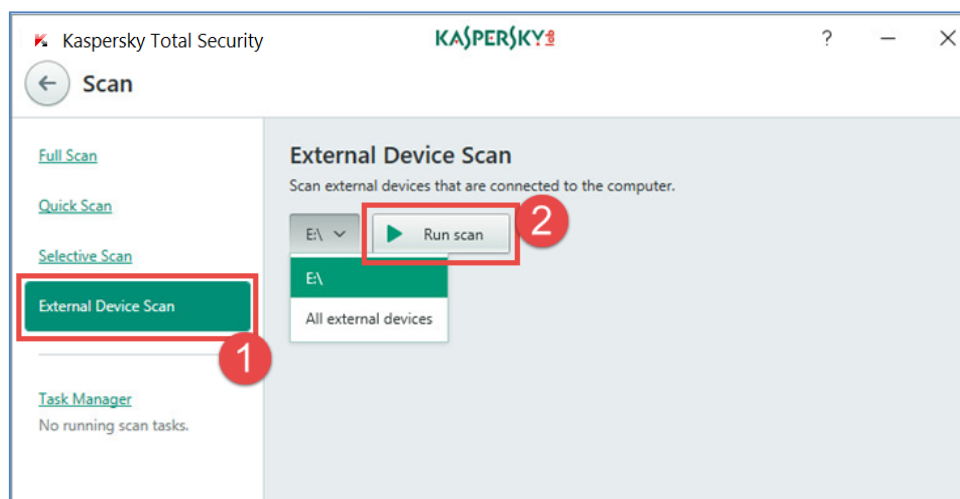 Kaspersky Total Security
KASPERSKY lab
?
Scan
Full Scan
Quick Scan
Selective Scan
External Device Scan
1
Task Manager
No running scan tasks.
External Device Scan
Scan external devices that are connected to the computer.
E:\ Run scan 2
E:\
All external devices